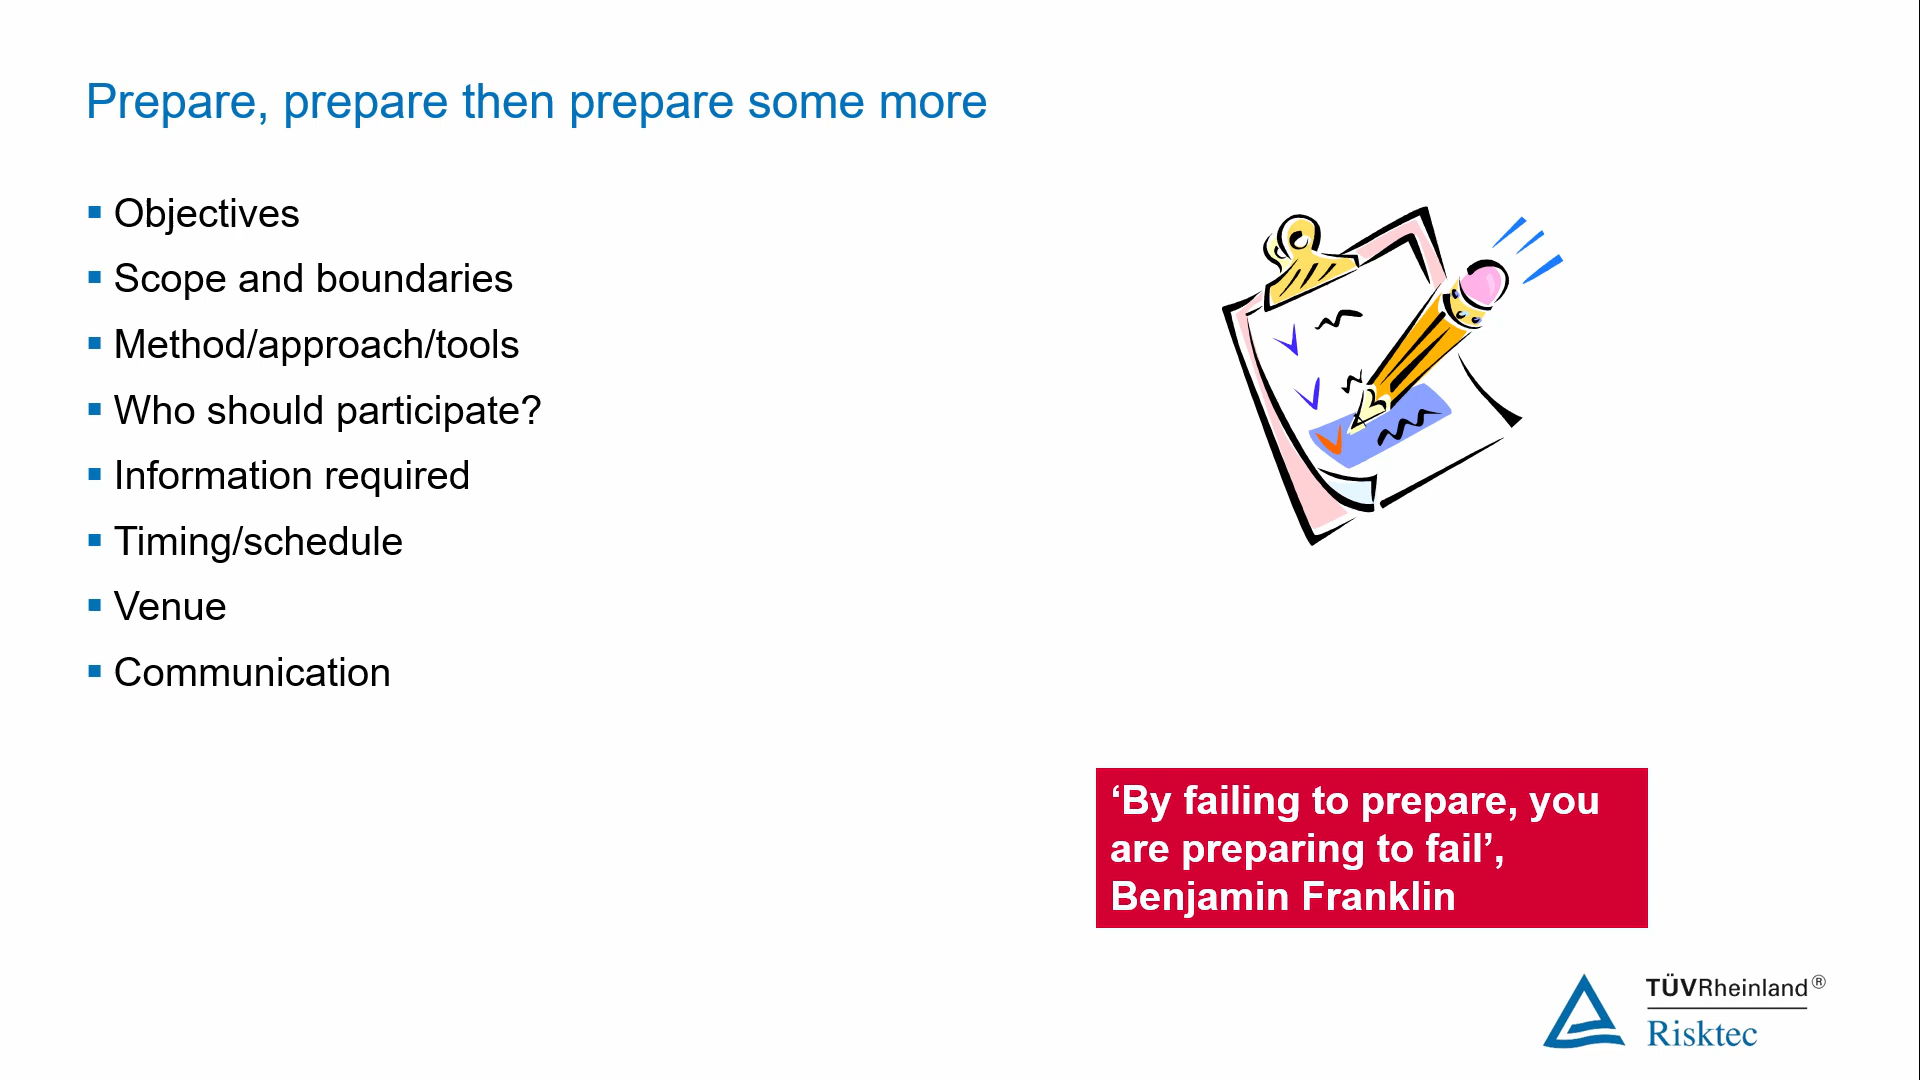 Prepare, prepare then prepare some more
▪ Objectives
▪ Scope and boundaries
▪ Method/approach/tools
▪ Who should participate?
▪ Information required
▪ Timing/schedule
▪ Venue
▪ Communication
‘By failing to prepare, you
are preparing to fail’,
Benjamin Franklin
TÜVRheinland®
Risktec